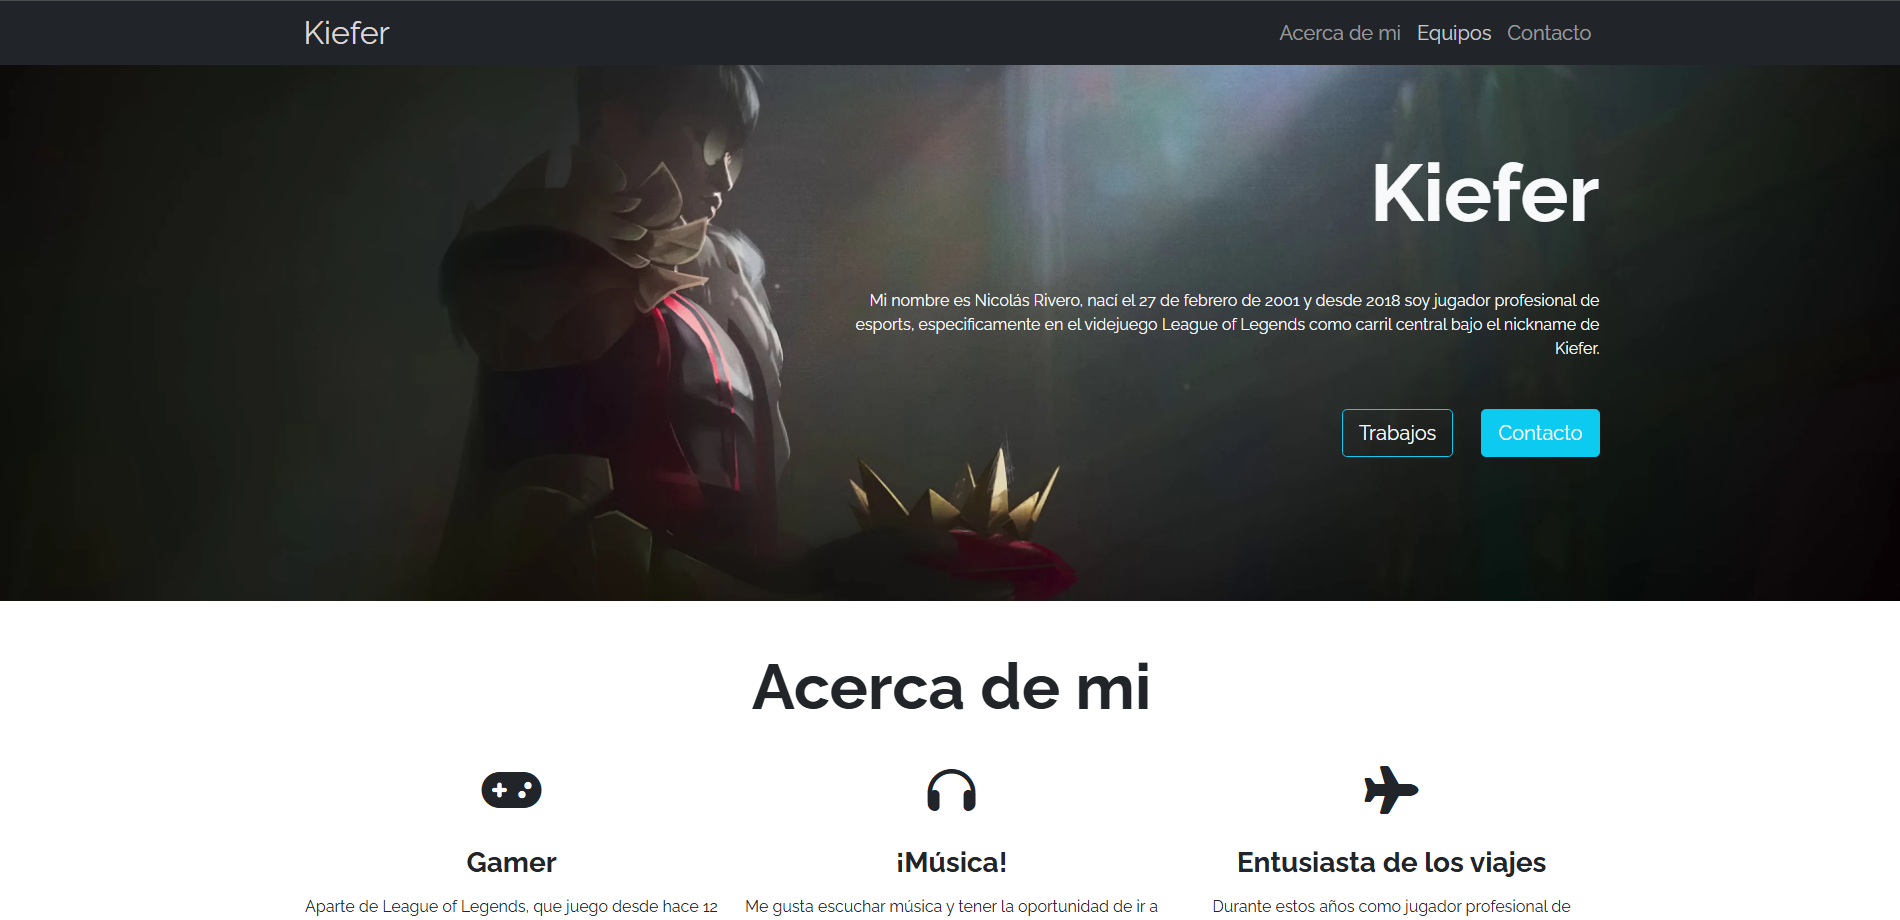 Kiefer
Acerca de mi Equipos Contacto
Kiefer
Mi nombre es Nicolás Rivero, nací el 27 de febrero de 2001 y desde 2018 soy jugador profesional de
esports, especificamente en el videjuego League of Legends como carril central bajo el nickname de
Kiefer.
Trabajos Contacto
Acerca de mi
Gamer
Aparte de League of Legends, que juego desde hace 12
¡Música!
Me gusta escuchar música y tener la oportunidad de ir a
Entusiasta de los viajes
Durante estos años como jugador profesional de